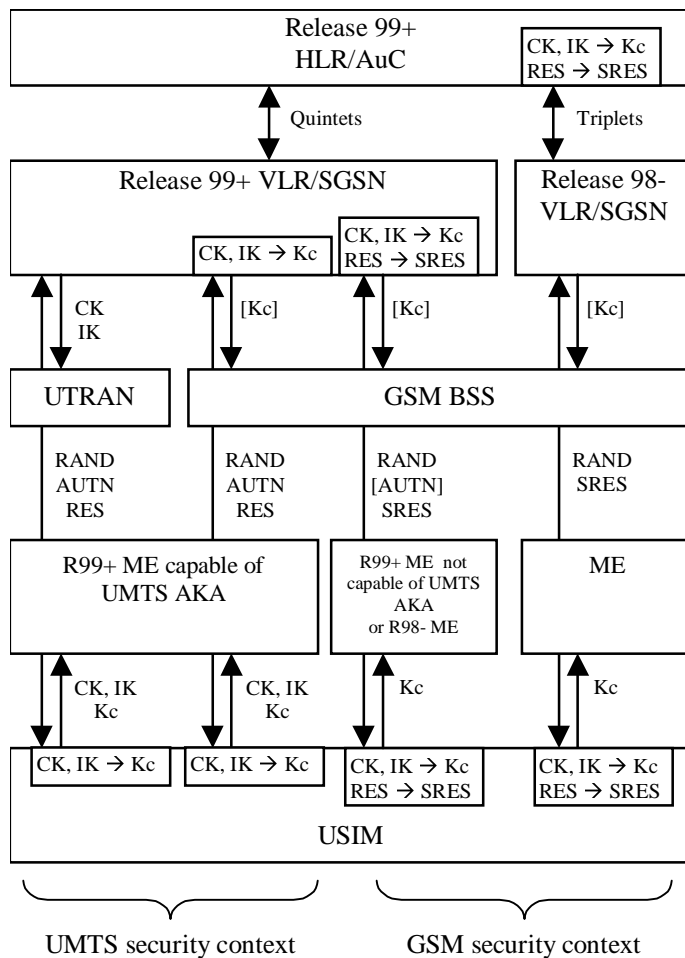 Release 99+
HLR/AuC
CK, IK → Kc
RES → SRES
Quintets
Triplets
Release 99+ VLR/SGSN
CK, IK → Kc
CK, IK → Kc
RES → SRES
Release 98-
VLR/SGSN
CK
IK
[Kc]
[Kc]
[Kc]
UTRAN
GSM BSS
RAND
AUTN
RES
RAND
AUTN
RES
RAND
[AUTN]
SRES
RAND
SRES
R99+ ME capable of
UMTS AKA
R99+ ME not
capable of UMTS
AKA
or R98- ME
ME
CK, IK
Kc
CK, IK
Kc
Kc
Kc
CK, IK → Kc
CK, IK → Kc
CK, IK → Kc
RES → SRES
CK, IK → Kc
RES → SRES
USIM
UMTS security context
GSM security context